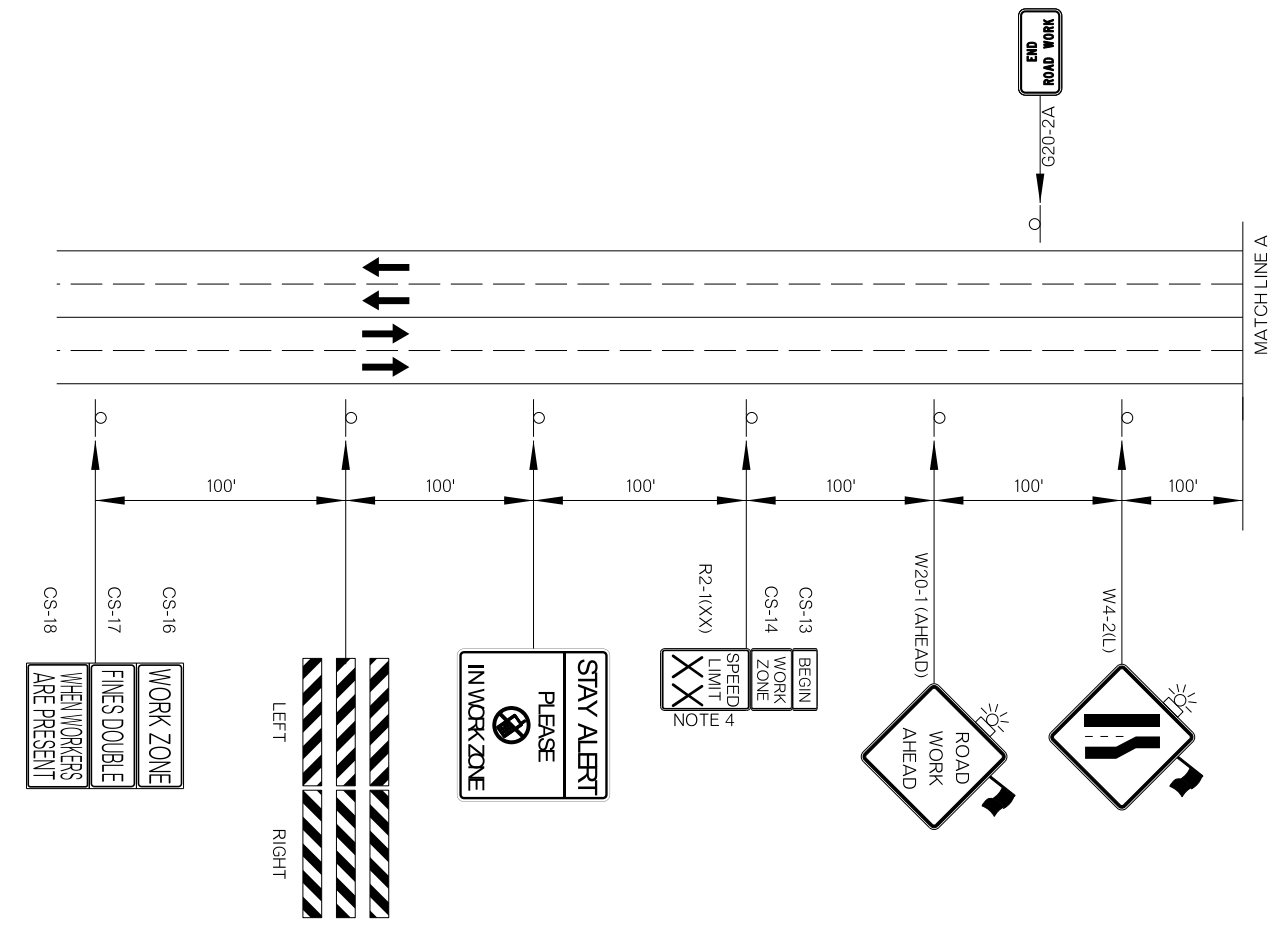 END
ROAD WORK
G20-2A
MATCH LINE A
100'
100'
100'
100'
100'
100'
CS-18
CS-17
CS-16
WORK ZONE
FINES DOUBLE
WHEN WORKERS
ARE PRESENT
LEFT
RIGHT
STAY ALERT
PLEASE
IN WORK ZONE
R2-1(XX)
CS-14
CS-13
BEGIN
WORK
ZONE
SPEED
LIMIT
XX
NOTE 4
W20-1 (AHEAD)
ROAD
WORK
AHEAD
W4-2(L)